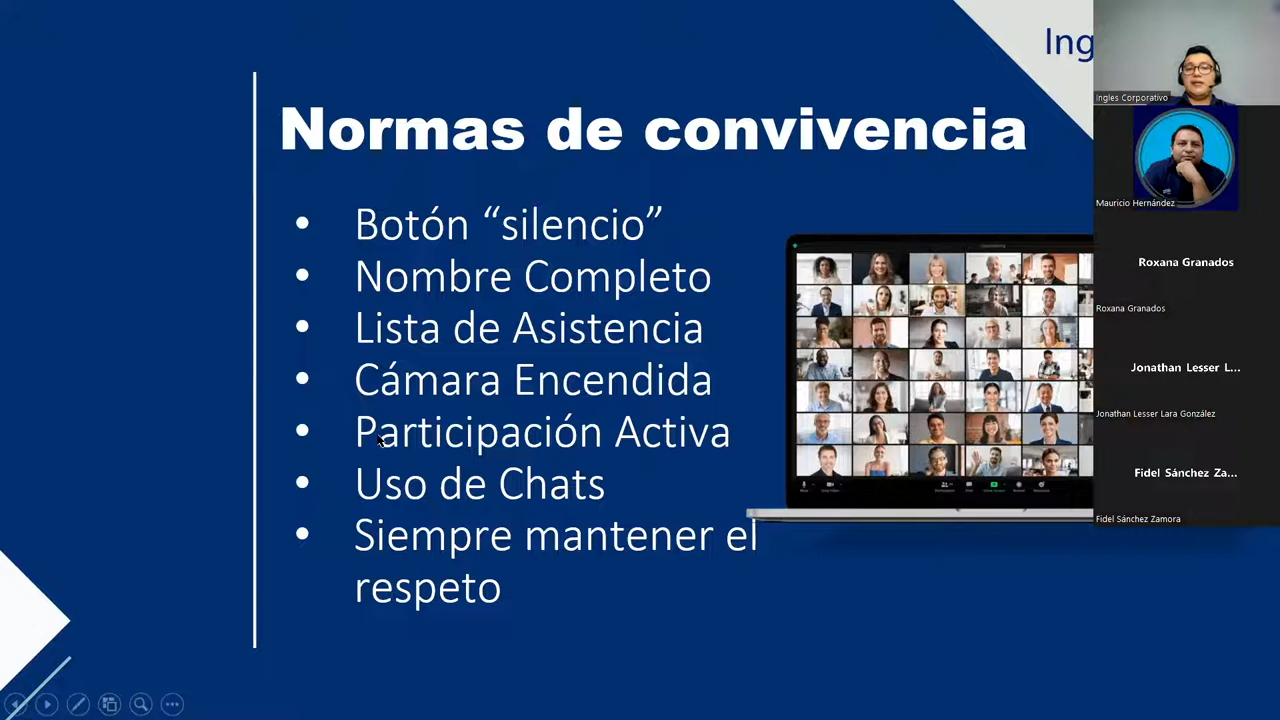 Ing
Normas de convivencia
• Botón “silencio”
• Nombre Completo
• Lista de Asistencia
• Cámara Encendida
• Participación Activa
• Uso de Chats
• Siempre mantener el
respeto
Ingles Corporativo
Mauricio Hernández
Roxana Granados
Roxana Granados
Jonathan Lesser L...
Jonathan Lesser Lara González
Fidel Sánchez Za...
Fidel Sánchez Zamora